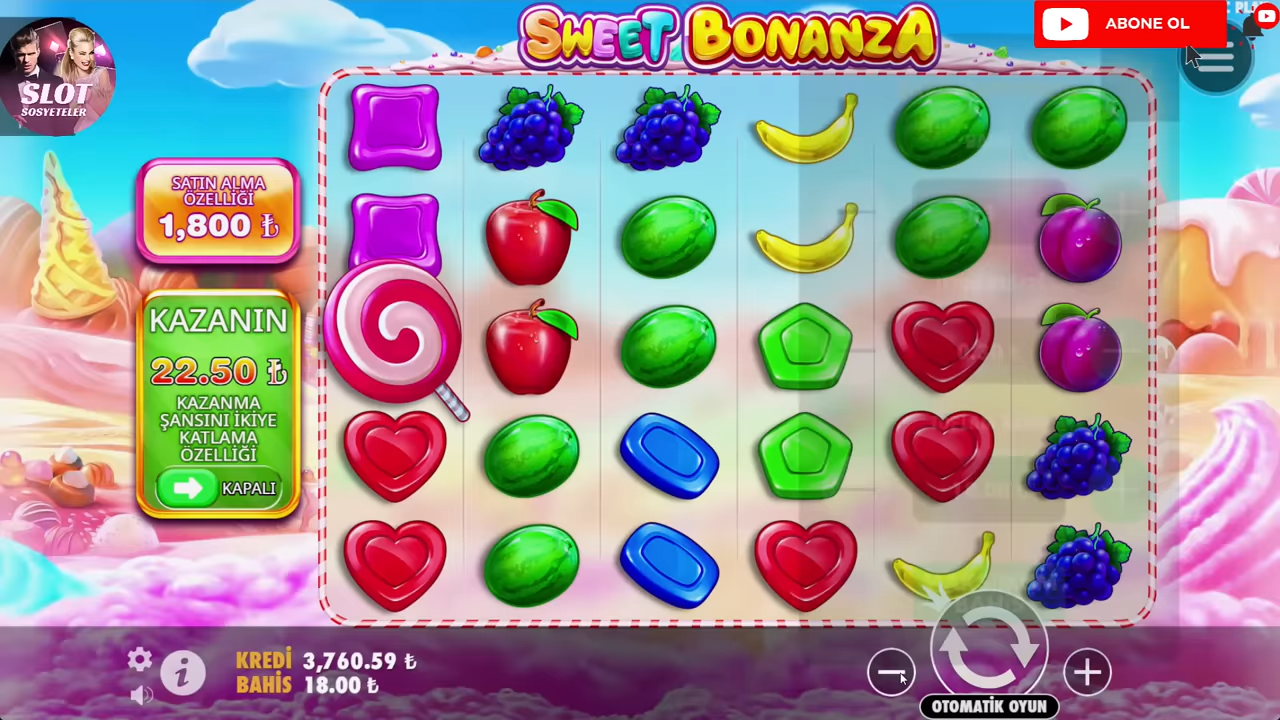 SWEET BONANZA
ABONE OL
SLOT
SOSYETELER
SATIN ALMA
ÖZELLİĞİ
1,800 ₺
KAZANIN
22.50 ₺
KAZANMA
ŞANSINI İKİYE
KATLAMA
ÖZELLİĞİ
KAPALI
KREDİ 3,760.59 ₺
BAHİS 18.00 ₺
OTOMATİK OYUN